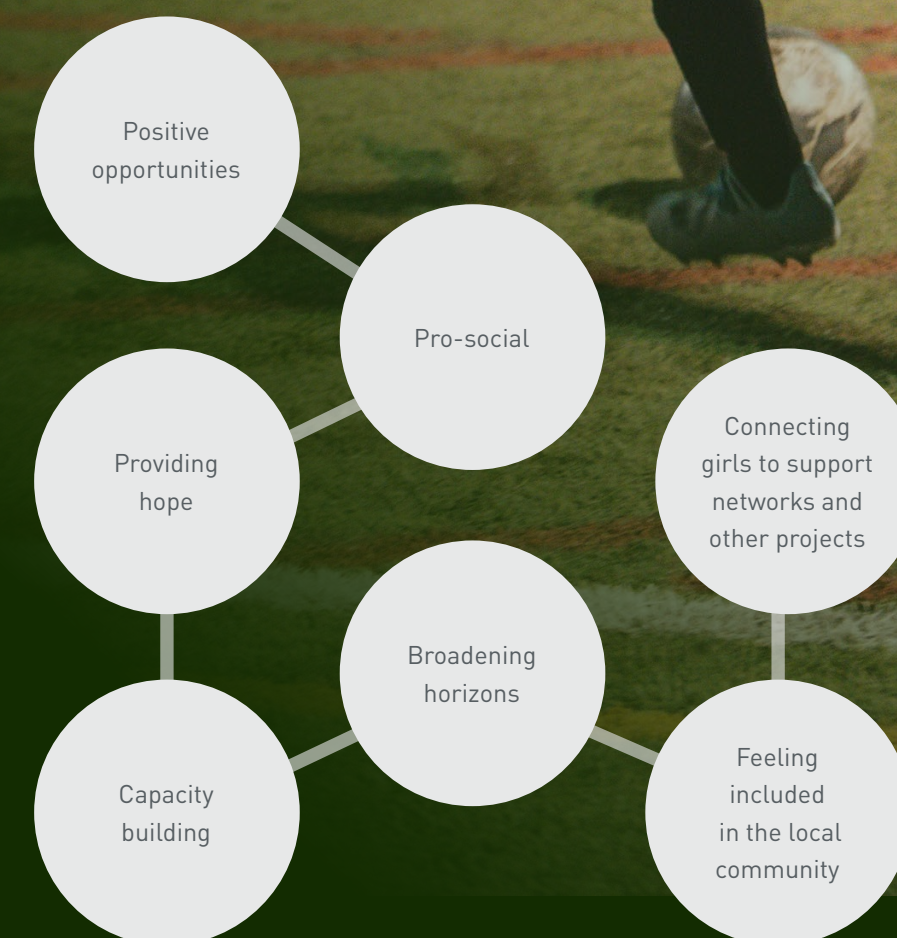 Positive
opportunities
Pro-social
Providing
hope
Connecting
girls to support
networks and
other projects
Broadening
horizons
Capacity
building
Feeling
included
in the local
community